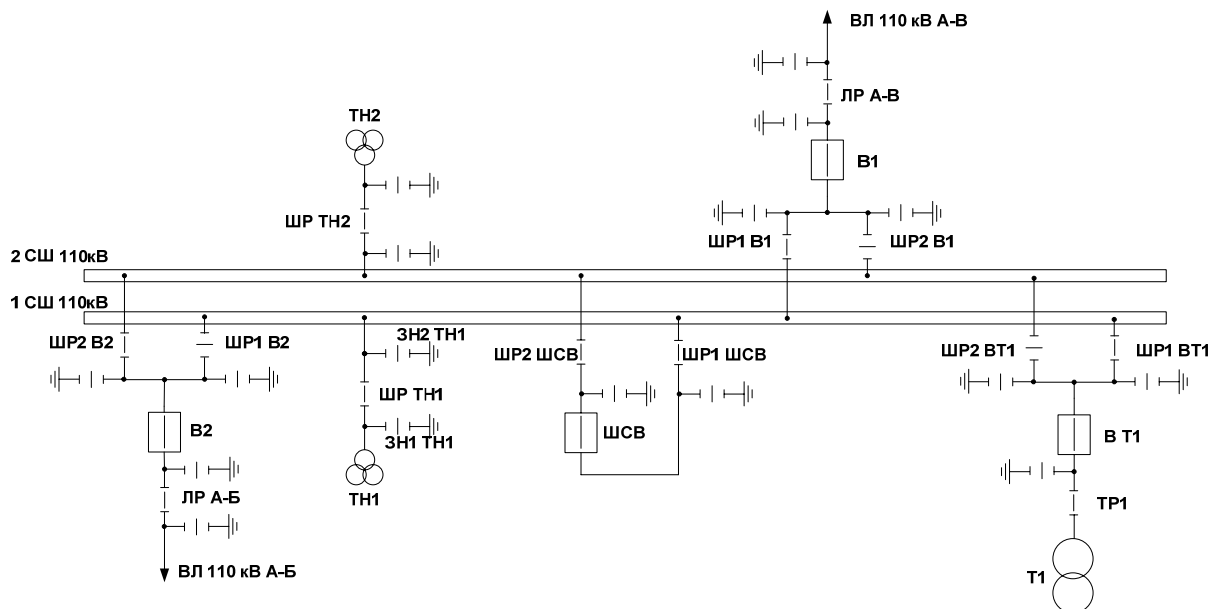 ВЛ 110 кВ А-В
ЛР А-В
ТН2
В1
ШР ТН2
ШР1 В1
ШР2 В1
2 СШ 110кВ
1 СШ 110кВ
ШР2 В2
ШР1 В2
ЗН2 ТН1
ШР2 ШСВ
ШР1 ШСВ
ШР2 ВТ1
ШР1 ВТ1
ШР ТН1
В2
ЗН1 ТН1
ШСВ
В Т1
ЛР А-Б
ТН1
ТР1
ВЛ 110 кВ А-Б
Т1